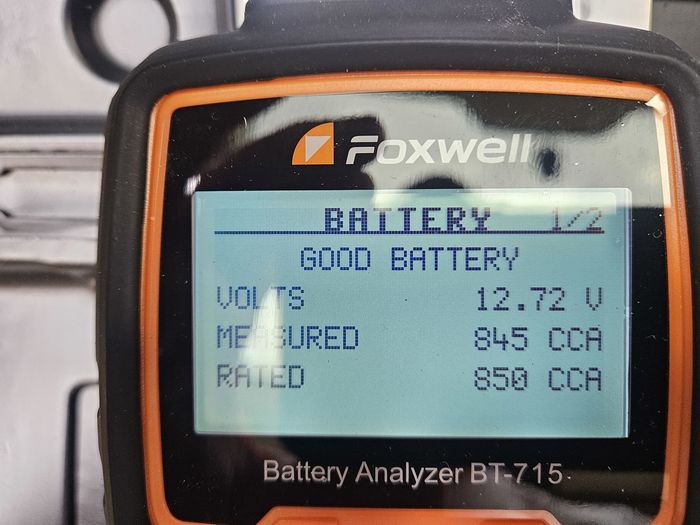 Foxwell
BATTERY 1/2
GOOD BATTERY
VOLTS 12.72 V
MEASURED 845 CCA
RATED 850 CCA
Battery Analyzer BT-715